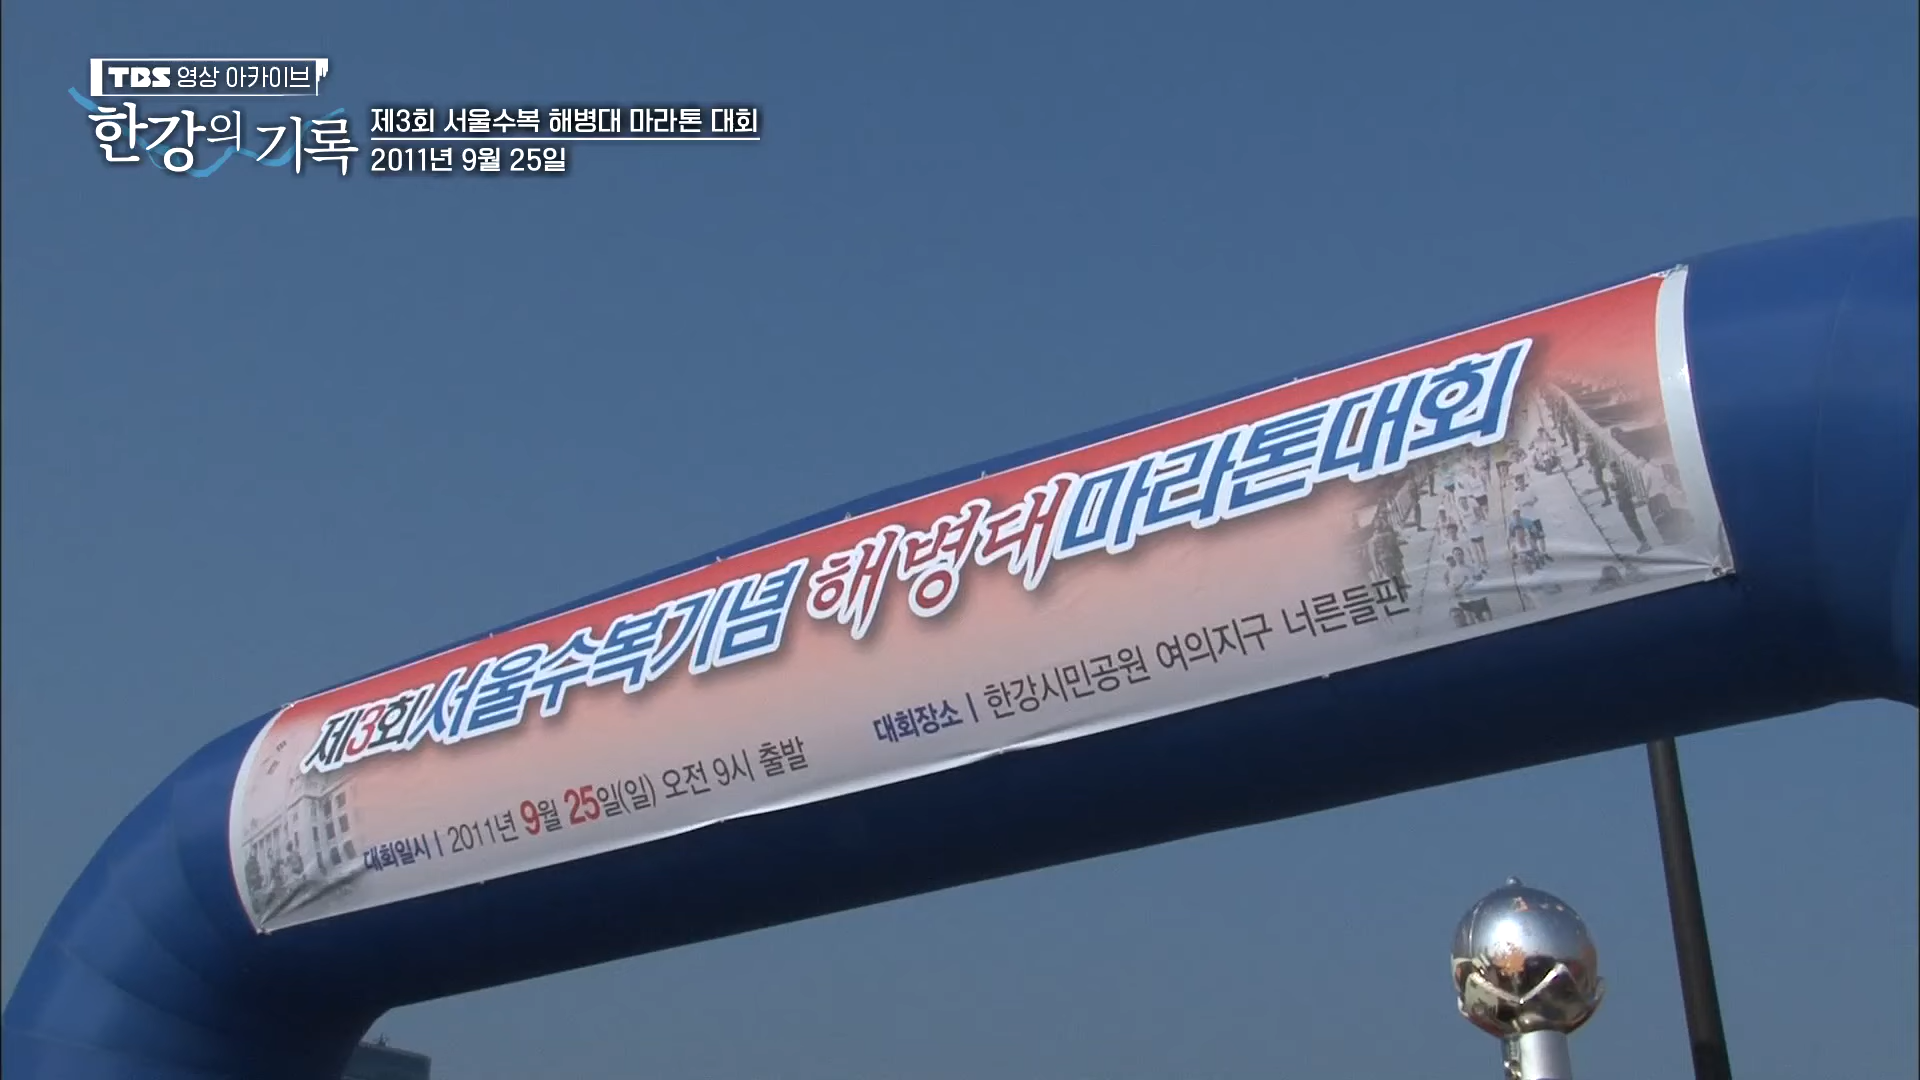 TBS 영상 아카이브
한강의 기록
제3회 서울수복 해병대 마라톤 대회
2011년 9월 25일
제3회서울수복기념 해병대마라톤대회
대회일시 | 2011년 9월 25일(일) 오전 9시 출발
대회장소 | 한강시민공원 여의지구 너른들판